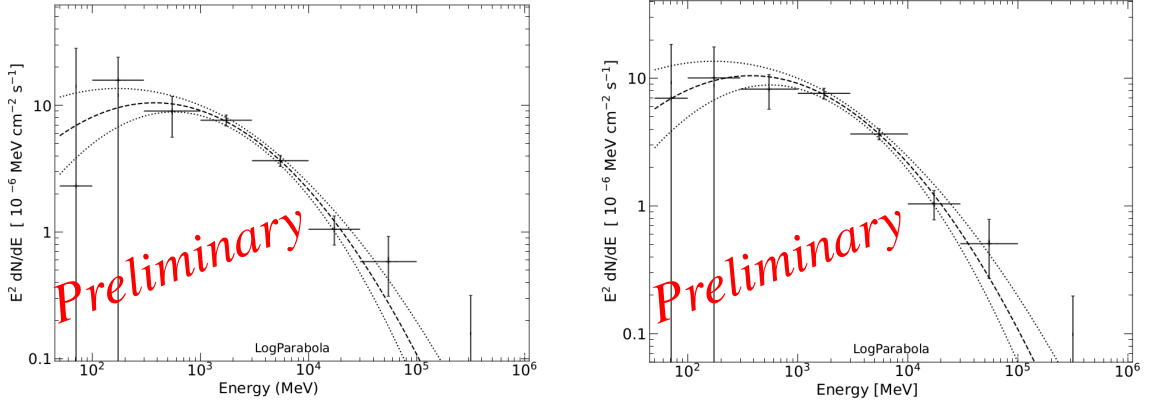 E² dN/dE [ 10⁻⁶ MeV cm⁻² s⁻¹]
10
1
0.1
Preliminary
LogParabola
10² 10³ 10⁴ 10⁵ 10⁶
Energy (MeV)
E² dN/dE [ 10⁻⁶ MeV cm⁻² s⁻¹]
10
1
0.1
Preliminary
LogParabola
10² 10³ 10⁴ 10⁵ 10⁶
Energy [MeV]